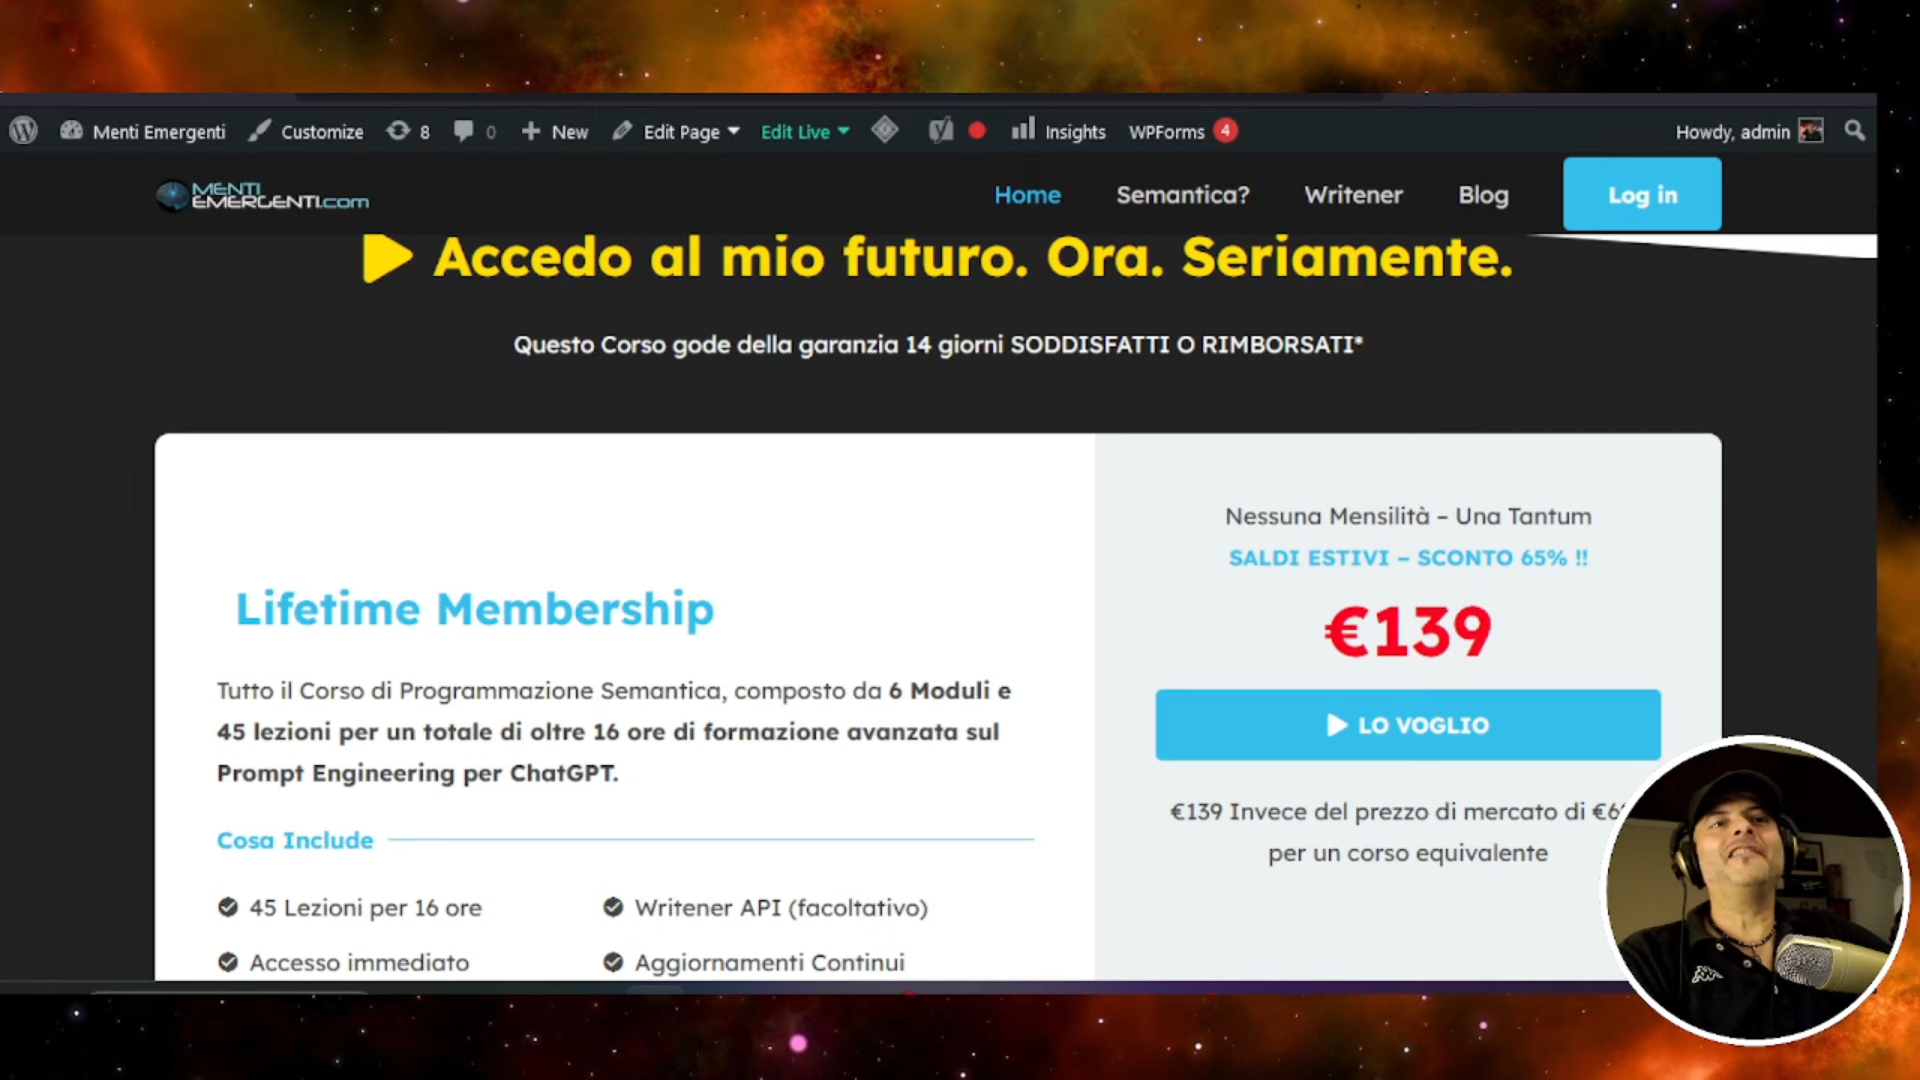 Menti Emergenti Customize 8 0 New Edit Page Edit Live Insights WPForms 4 Howdy, admin
MENTI
EMERGENTI.com
Home Semantica? Writener Blog Log in
Accedo al mio futuro. Ora. Seriamente.
Questo Corso gode della garanzia 14 giorni SODDISFATTI O RIMBORSATI*
Lifetime Membership
Tutto il Corso di Programmazione Semantica, composto da 6 Moduli e
45 lezioni per un totale di oltre 16 ore di formazione avanzata sul
Prompt Engineering per ChatGPT.
Cosa Include
45 Lezioni per 16 ore
Writener API (facoltativo)
Accesso immediato
Aggiornamenti Continui
Nessuna Mensilità – Una Tantum
SALDI ESTIVI – SCONTO 65% !!
€139
LO VOGLIO
€139 Invece del prezzo di mercato di
per un corso equivalente